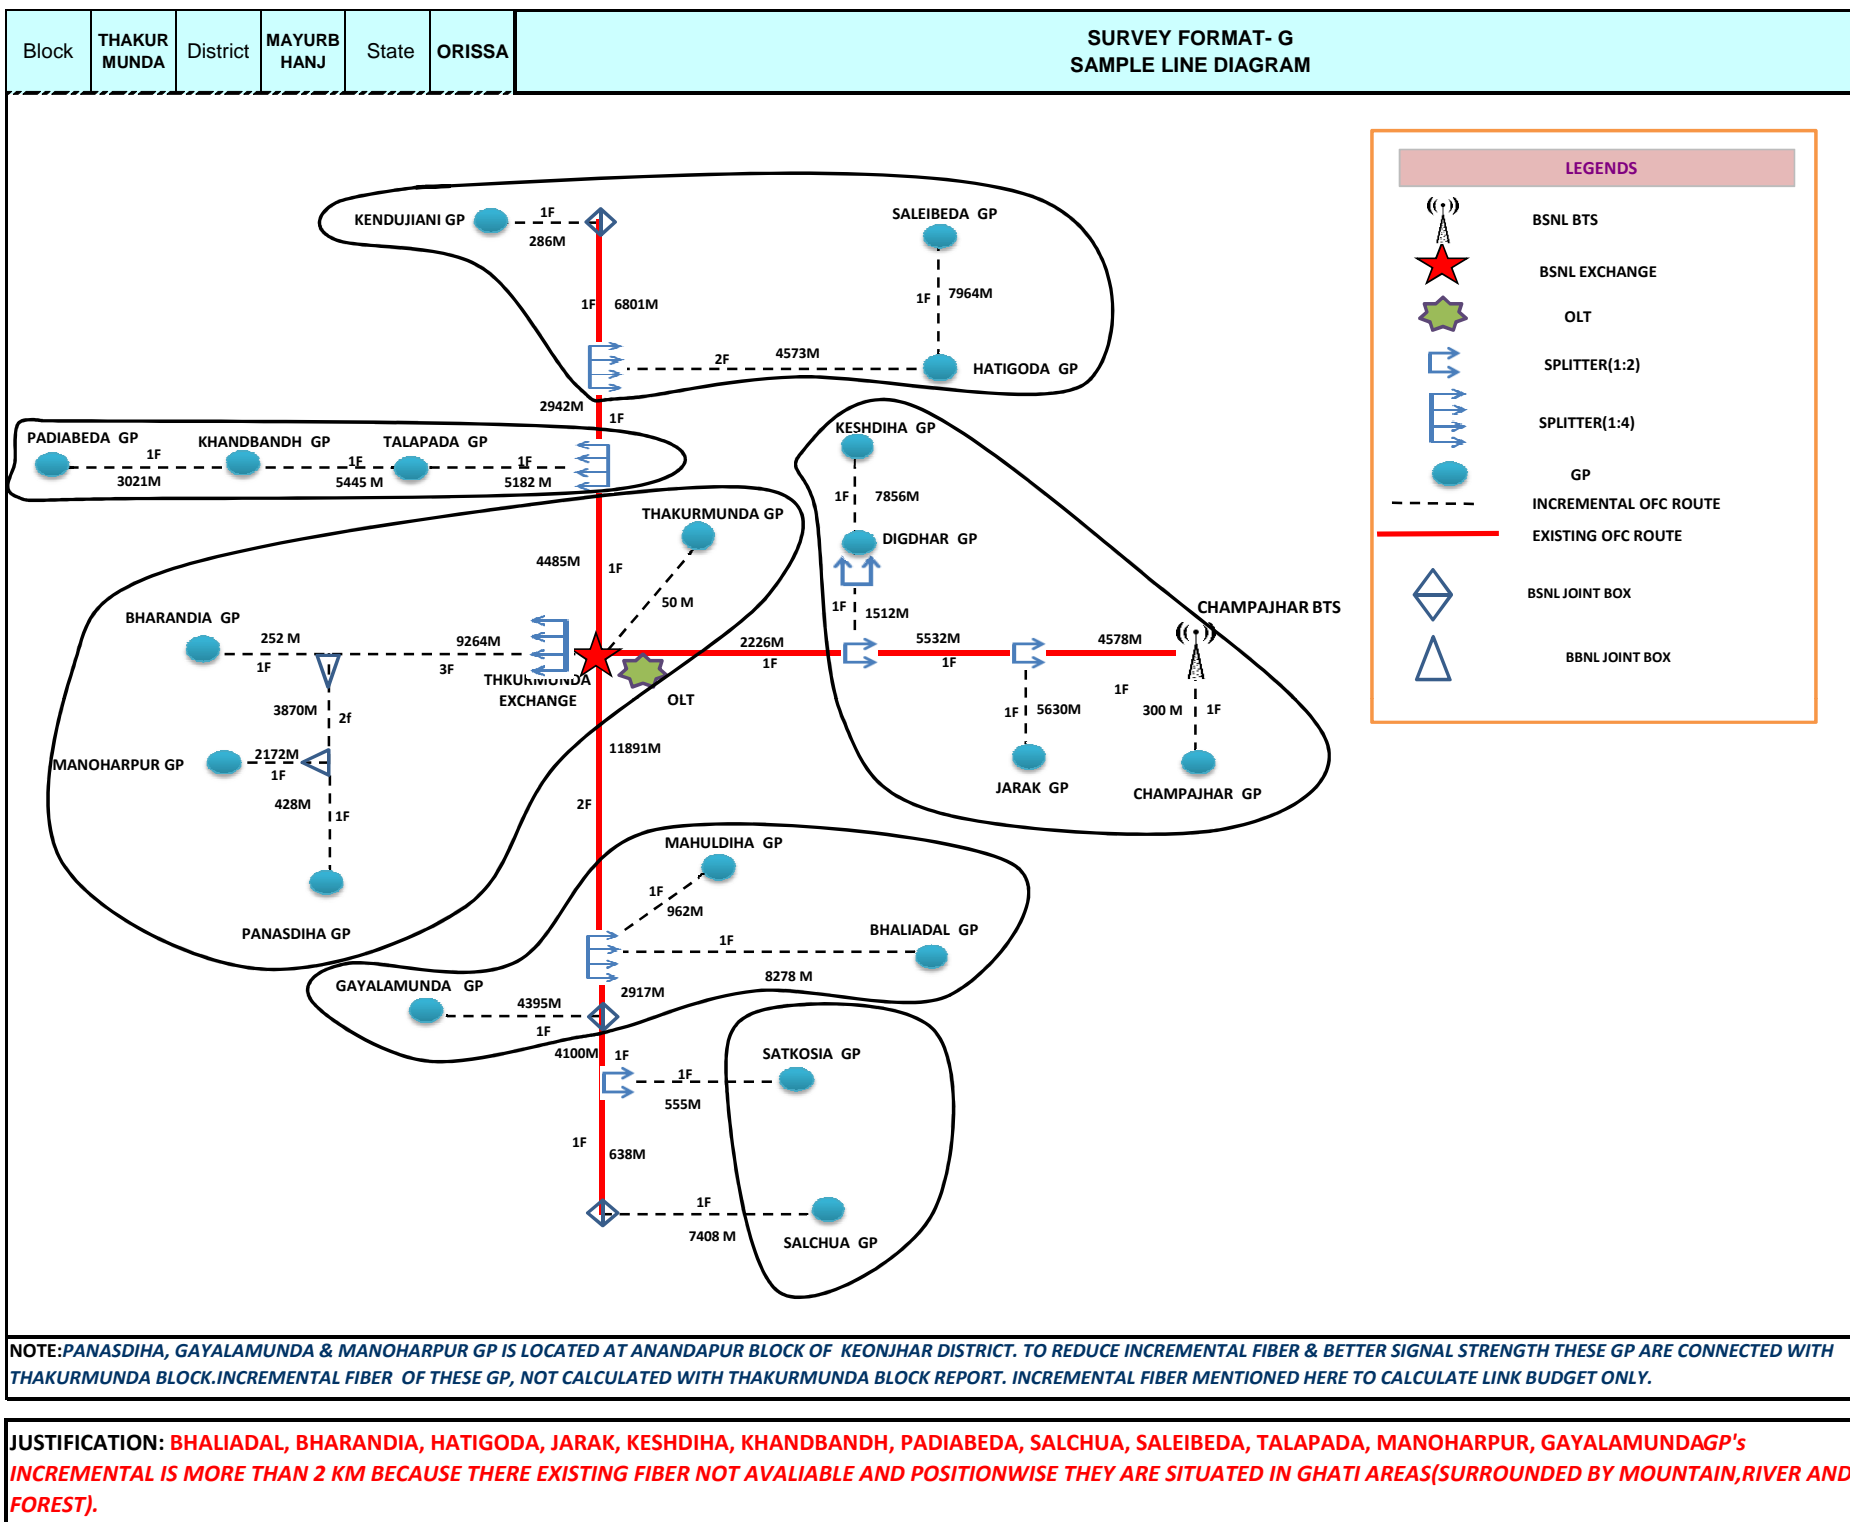 Block THAKUR MUNDA District MAYURB HANJ State ORISSA
SURVEY FORMAT- G
SAMPLE LINE DIAGRAM
LEGENDS
BSNL BTS
BSNL EXCHANGE
OLT
SPLITTER(1:2)
SPLITTER(1:4)
GP
INCREMENTAL OFC ROUTE
EXISTING OFC ROUTE
BSNL JOINT BOX
BBNL JOINT BOX
KENDUJIANI GP
1F
286M
SALEIBEDA GP
1F 6801M
1F 7964M
2F 4573M
HATIGODA GP
2942M
1F
PADIABEDA GP
KHANDBANDH GP
TALAPADA GP
1F
3021M
1F
5445 M
1F
5182 M
KESHDIHA GP
1F 7856M
DIGDHAR GP
1F 1512M
THAKURMUNDA GP
4485M 1F
50 M
BHARANDIA GP
252 M
1F
9264M
3F
THKURMUNDA
EXCHANGE
OLT
2226M
1F
5532M
1F
4578M
1F
CHAMPAJHAR BTS
3870M 2f
MANOHARPUR GP
2172M
1F
428M
1F
PANASDIHA GP
11891M
2F
1F 5630M
300 M 1F
JARAK GP
CHAMPAJHAR GP
MAHULDIHA GP
1F
962M
BHALIADAL GP
1F
8278 M
GAYALAMUNDA GP
4395M
1F
2917M
4100M 1F
SATKOSIA GP
1F
555M
1F
638M
1F
7408 M
SALCHUA GP
NOTE:PANASDIHA, GAYALAMUNDA & MANOHARPUR GP IS LOCATED AT ANANDAPUR BLOCK OF KEONJHAR DISTRICT. TO REDUCE INCREMENTAL FIBER & BETTER SIGNAL STRENGTH THESE GP ARE CONNECTED WITH
THAKURMUNDA BLOCK.INCREMENTAL FIBER OF THESE GP, NOT CALCULATED WITH THAKURMUNDA BLOCK REPORT. INCREMENTAL FIBER MENTIONED HERE TO CALCULATE LINK BUDGET ONLY.
JUSTIFICATION: BHALIADAL, BHARANDIA, HATIGODA, JARAK, KESHDIHA, KHANDBANDH, PADIABEDA, SALCHUA, SALEIBEDA, TALAPADA, MANOHARPUR, GAYALAMUNDAGP's
INCREMENTAL IS MORE THAN 2 KM BECAUSE THERE EXISTING FIBER NOT AVALIABLE AND POSITIONWISE THEY ARE SITUATED IN GHATI AREAS(SURROUNDED BY MOUNTAIN,RIVER AND
FOREST).